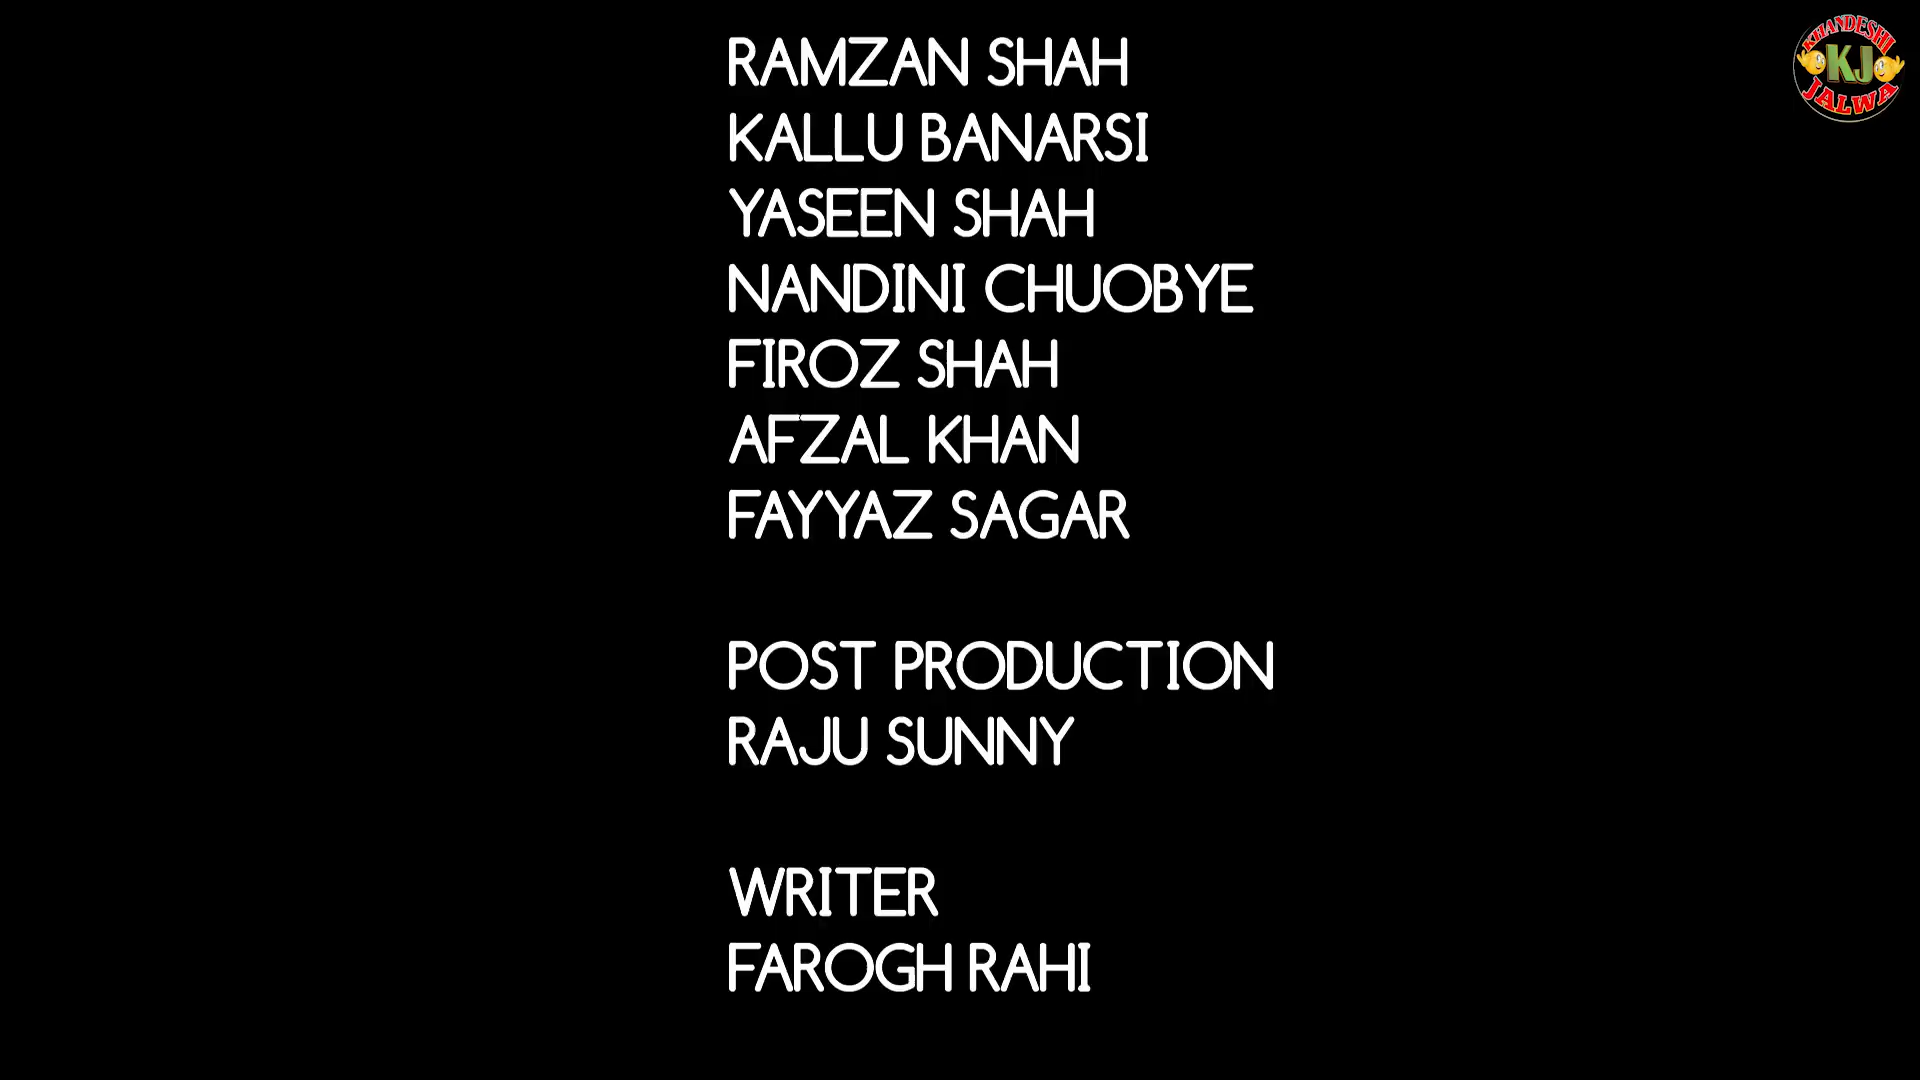 RAMZAN SHAH
KALLU BANARSI
YASEEN SHAH
NANDINI CHUOBYE
FIROZ SHAH
AFZAL KHAN
FAYYAZ SAGAR
POST PRODUCTION
RAJU SUNNY
WRITER
FAROGH RAHI
KHANDESHI
KJ
JALWA